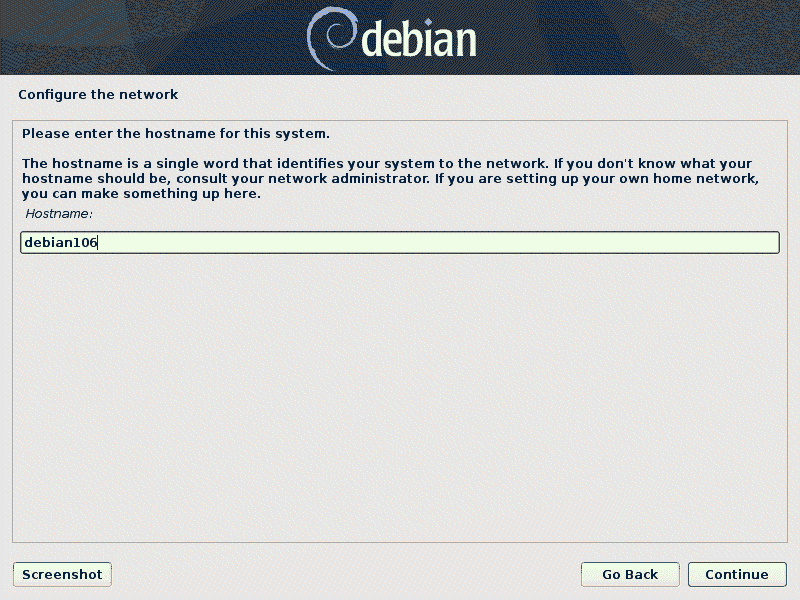 debian
Configure the network
Please enter the hostname for this system.
The hostname is a single word that identifies your system to the network. If you don't know what your
hostname should be, consult your network administrator. If you are setting up your own home network,
you can make something up here.
Hostname:
debian106
Screenshot
Go Back
Continue